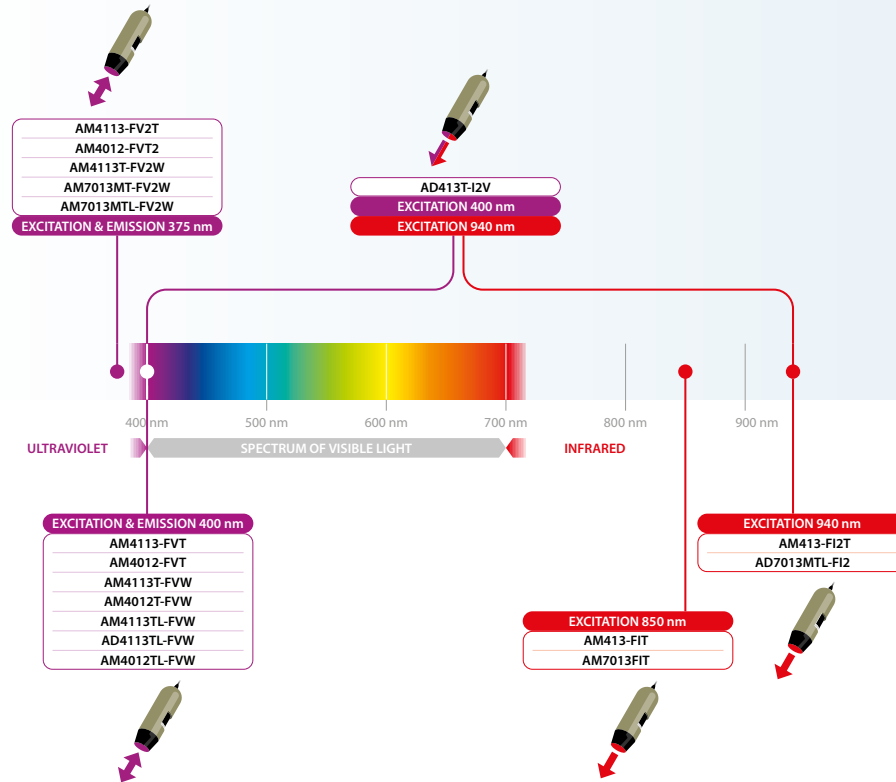 AM4113-FV2T
AM4012-FVT2
AM4113T-FV2W
AM7013MT-FV2W
AM7013MTL-FV2W
EXCITATION & EMISSION 375 nm
AD413T-I2V
EXCITATION 400 nm
EXCITATION 940 nm
400 nm
500 nm
600 nm
700 nm
800 nm
900 nm
ULTRAVIOLET
SPECTRUM OF VISIBLE LIGHT
INFRARED
EXCITATION & EMISSION 400 nm
AM4113-FVT
AM4012-FVT
AM4113T-FVW
AM4012T-FVW
AM4113TL-FVW
AD4113TL-FVW
AM4012TL-FVW
EXCITATION 850 nm
AM413-FIT
AM7013FIT
EXCITATION 940 nm
AM413-FI2T
AD7013MTL-FI2